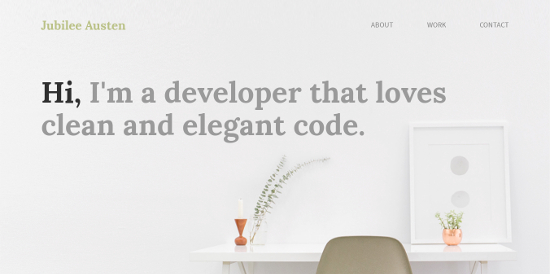 Jubilee Austen
ABOUT WORK CONTACT
Hi, I'm a developer that loves
clean and elegant code.